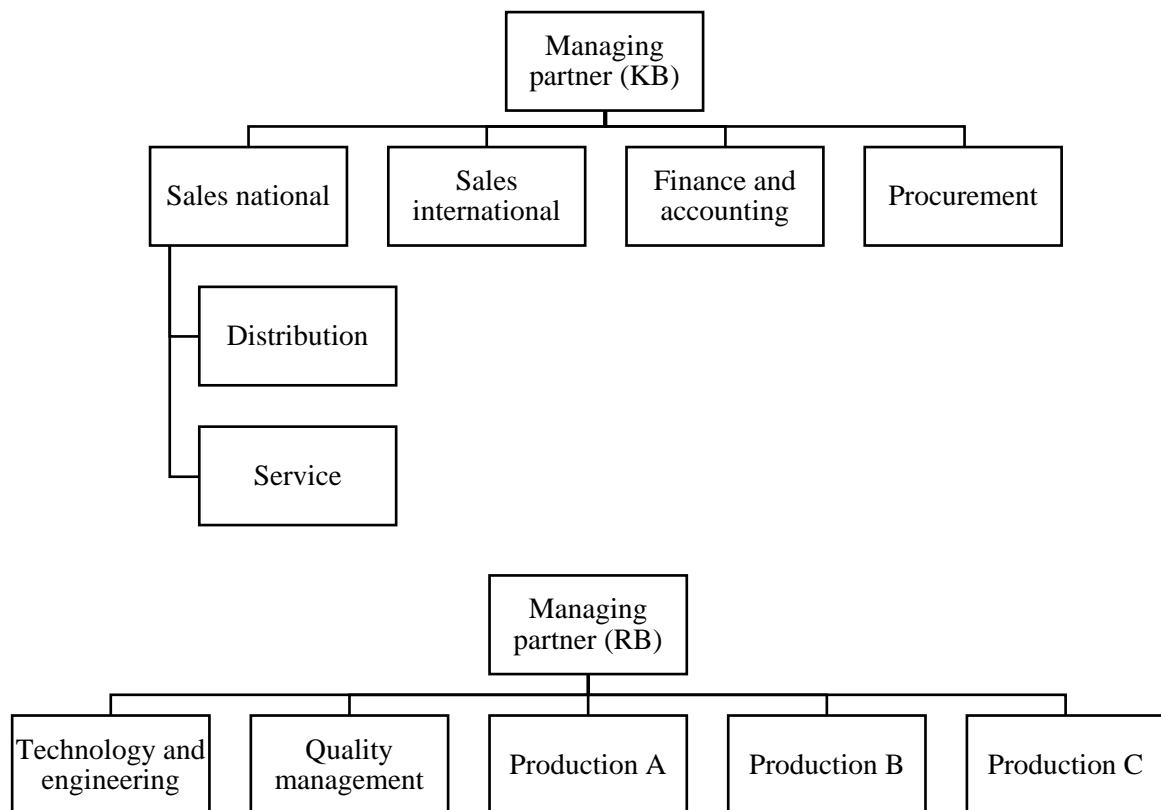 Managing
partner (KB)
Sales national
Sales
international
Finance and
accounting
Procurement
Distribution
Service
Managing
partner (RB)
Technology and
engineering
Quality
management
Production A
Production B
Production C